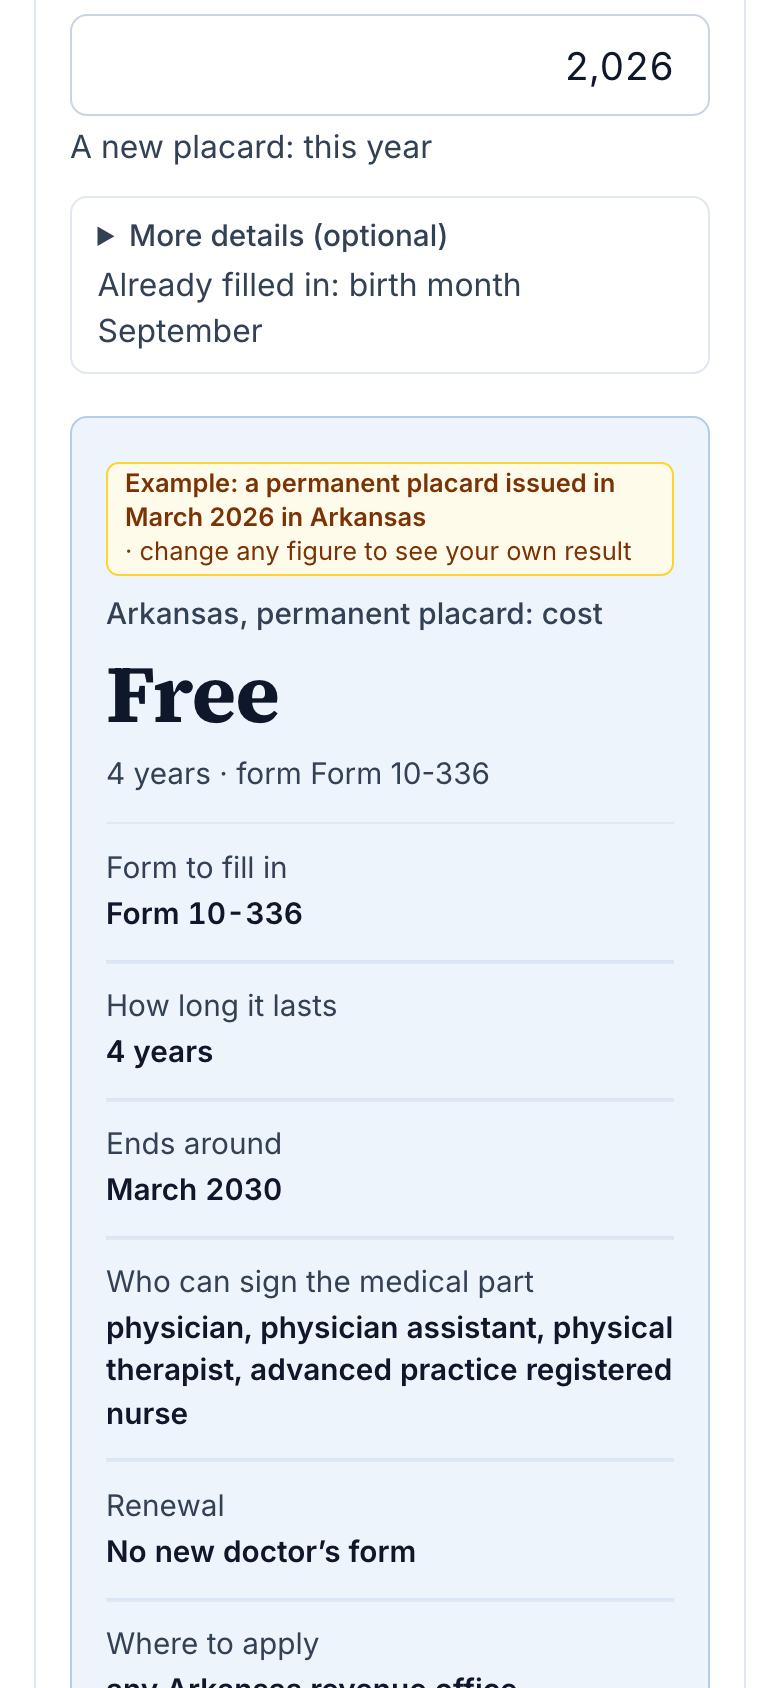 2,026
A new placard: this year
▶ More details (optional)
Already filled in: birth month
September
Example: a permanent placard issued in
March 2026 in Arkansas
· change any figure to see your own result
Arkansas, permanent placard: cost
Free
4 years · form Form 10-336
Form to fill in
Form 10-336
How long it lasts
4 years
Ends around
March 2030
Who can sign the medical part
physician, physician assistant, physical
therapist, advanced practice registered
nurse
Renewal
No new doctor’s form
Where to apply
any Arkansas revenue office